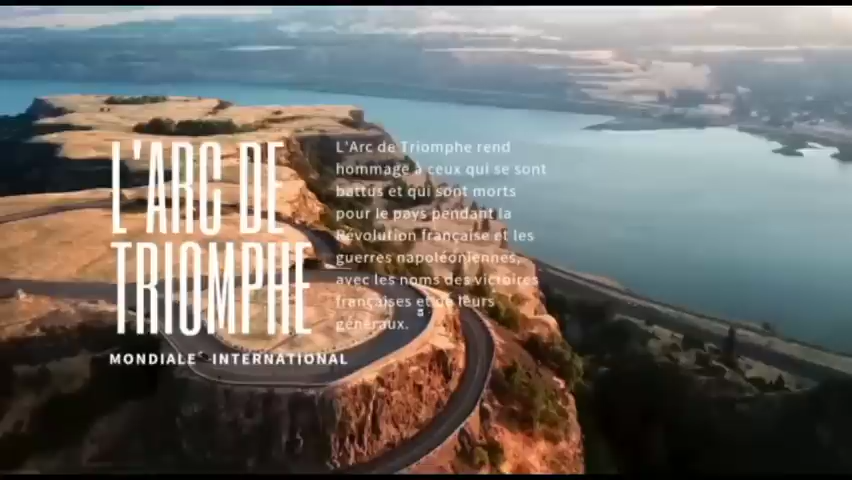 L'ARC DE
TRIOMPHE
MONDIALE INTERNATIONAL
L'Arc de Triomphe rend
hommage à ceux qui se sont
battus et qui sont morts
pour le pays pendant la
Révolution française et les
guerres napoléoniennes,
avec les noms des victoires
françaises et de leurs
généraux.